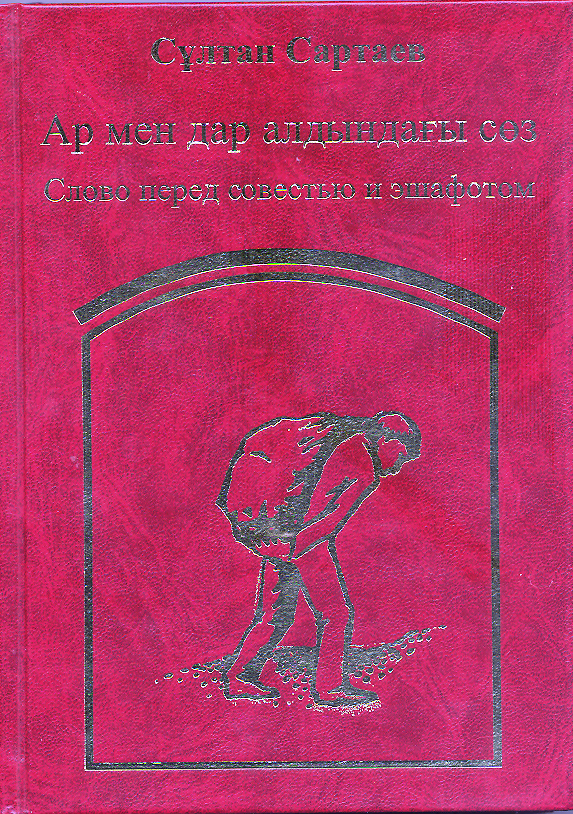 Сұлтан Сартаев
Ар мен дар алдындағы сөз
Слово перед совестью и эшафотом